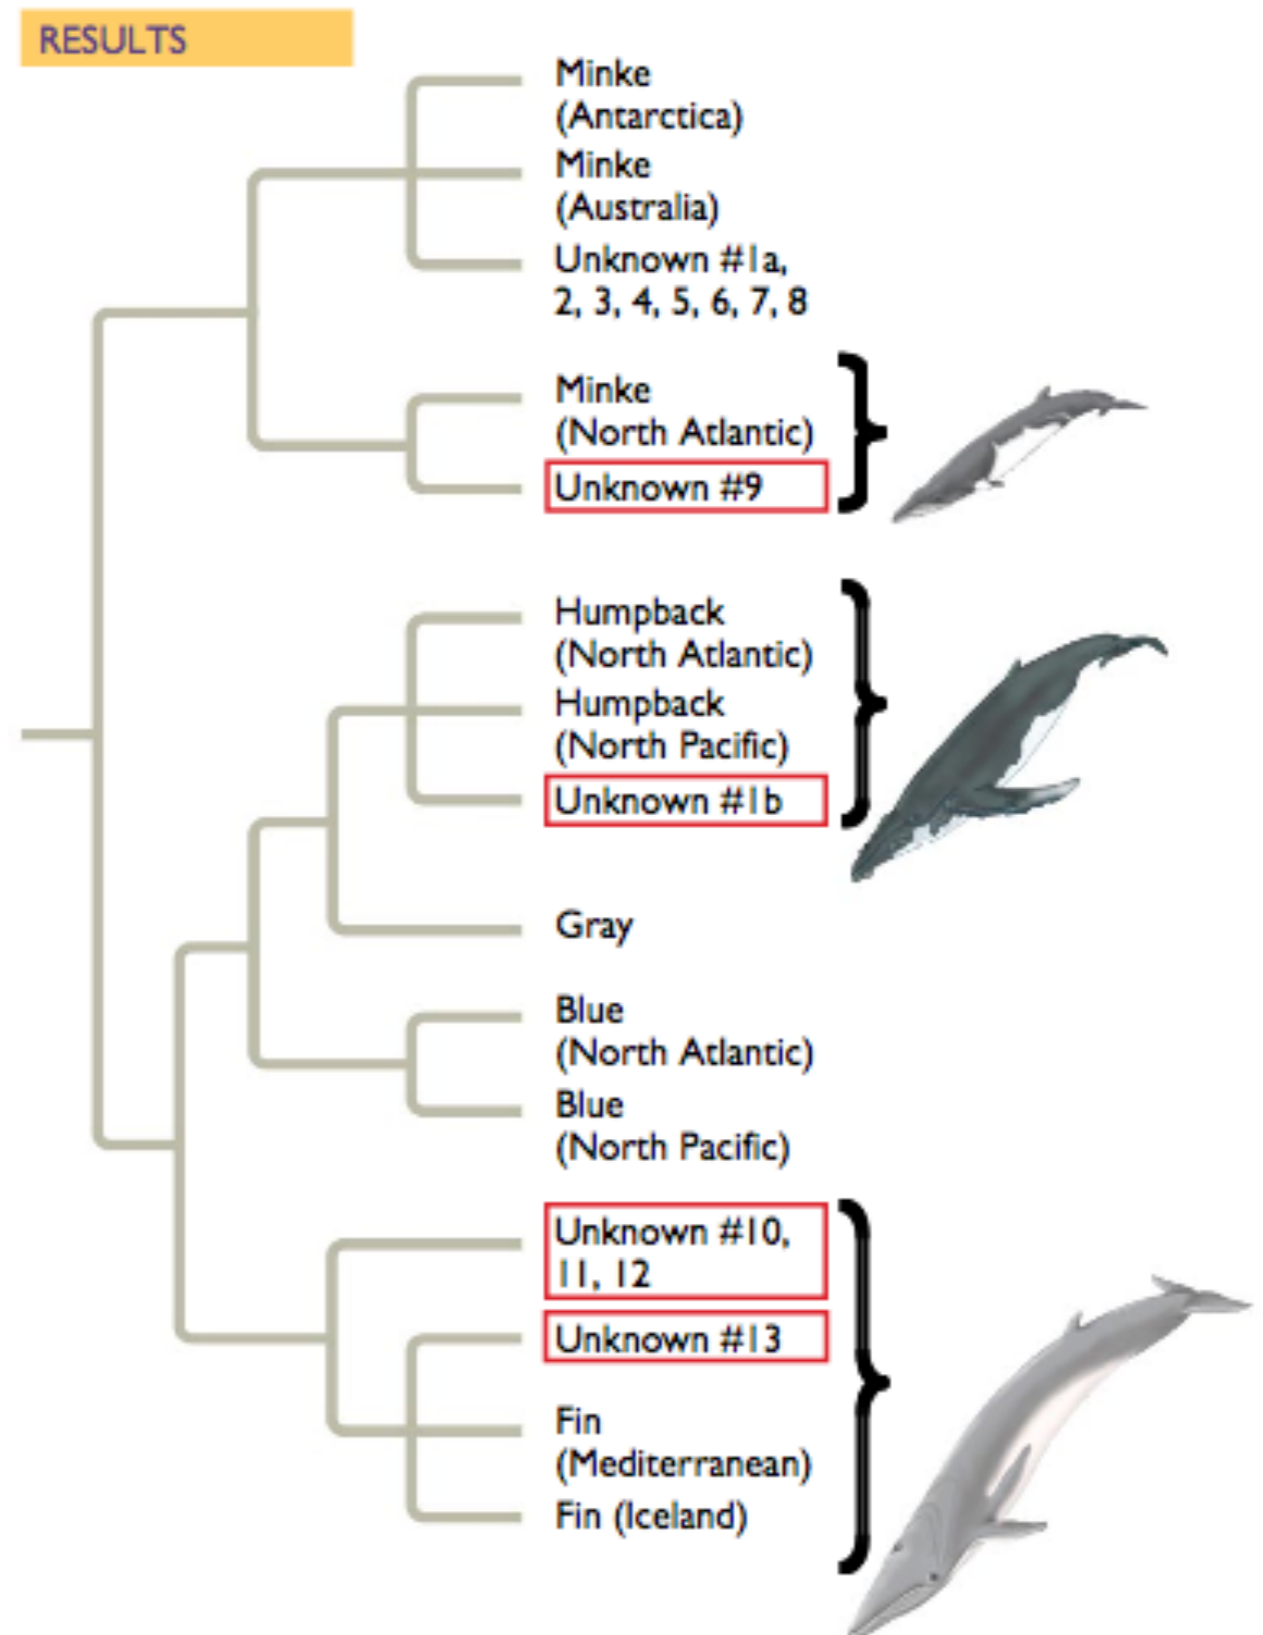 RESULTS
Minke
(Antarctica)
Minke
(Australia)
Unknown #1a,
2, 3, 4, 5, 6, 7, 8
Minke
(North Atlantic)
Unknown #9
Humpback
(North Atlantic)
Humpback
(North Pacific)
Unknown #1b
Gray
Blue
(North Atlantic)
Blue
(North Pacific)
Unknown #10,
11, 12
Unknown #13
Fin
(Mediterranean)
Fin (Iceland)